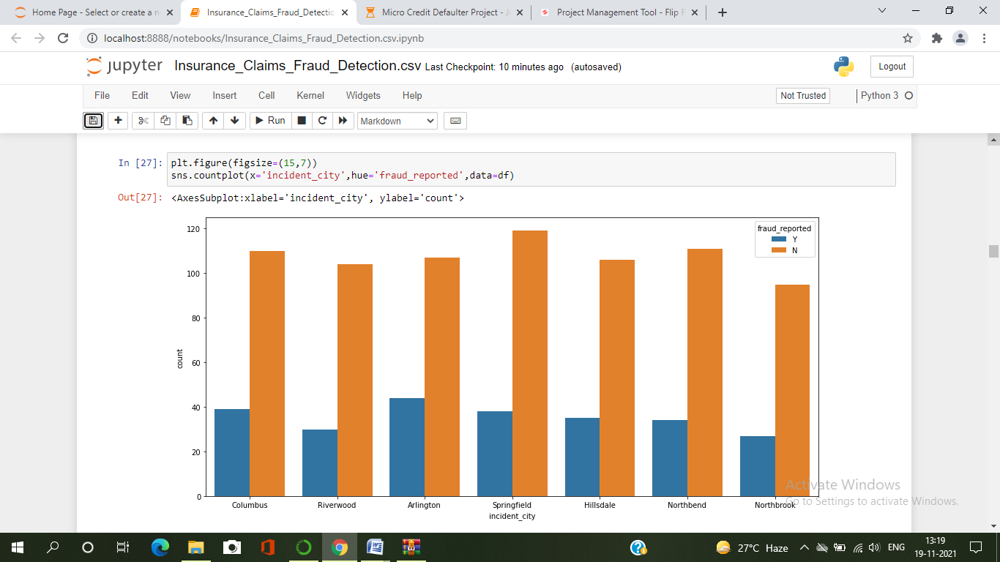 Home Page - Select or create a n
Insurance_Claims_Fraud_Detectio
Micro Credit Defaulter Project - J
Project Management Tool - Flip R
localhost:8888/notebooks/Insurance_Claims_Fraud_Detection.csv.ipynb
jupyter Insurance_Claims_Fraud_Detection.csv Last Checkpoint: 10 minutes ago (autosaved)
Logout
File Edit View Insert Cell Kernel Widgets Help
Not Trusted
Python 3
Run
Markdown
In [27]: plt.figure(figsize=(15,7))
sns.countplot(x='incident_city',hue='fraud_reported',data=df)
Out[27]: <AxesSubplot:xlabel='incident_city', ylabel='count'>
fraud_reported
Y
N
120
100
80
60
40
20
0
count
Columbus Riverwood Arlington Springfield Hillsdale Northbend Northbrook
incident_city
Activate Windows
Go to Settings to activate Windows.
27°C Haze
ENG
13:19
19-11-2021